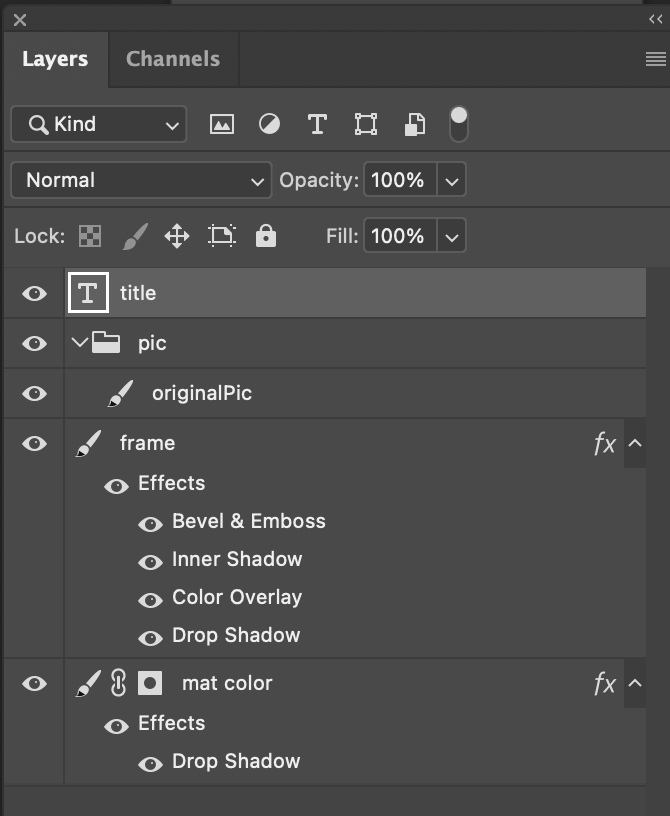 Layers Channels
Kind T
Normal Opacity: 100%
Lock: Fill: 100%
T title
pic
originalPic
frame fx
Effects
Bevel & Emboss
Inner Shadow
Color Overlay
Drop Shadow
mat color fx
Effects
Drop Shadow